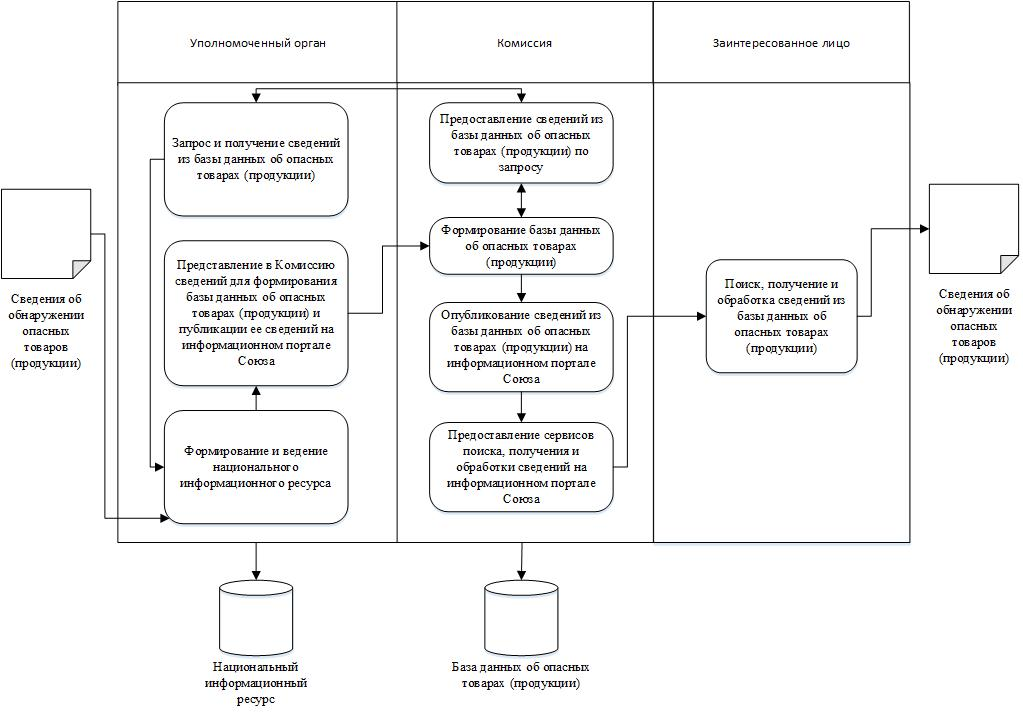 Уполномоченный орган
Комиссия
Заинтересованное лицо
Запрос и получение сведений
из базы данных об опасных
товарах (продукции)
Представление в Комиссию
сведений для формирования
базы данных об опасных
товарах (продукции) и
публикации ее сведений на
информационном портале
Союза
Формирование и ведение
национального
информационного ресурса
Предоставление сведений из
базы данных об опасных
товарах (продукции) по
запросу
Формирование базы данных
об опасных товарах
(продукции)
Опубликование сведений из
базы данных об опасных
товарах (продукции) на
информационном портале
Союза
Предоставление сервисов
поиска, получения и
обработки сведений на
информационном портале
Союза
Поиск, получение и
обработка сведений из
базы данных об
опасных товарах
(продукции)
Сведения об
обнаружении
опасных
товаров
(продукции)
Сведения об
обнаружении
опасных
товаров
(продукции)
Национальный
информационный
ресурс
База данных об опасных
товарах (продукции)